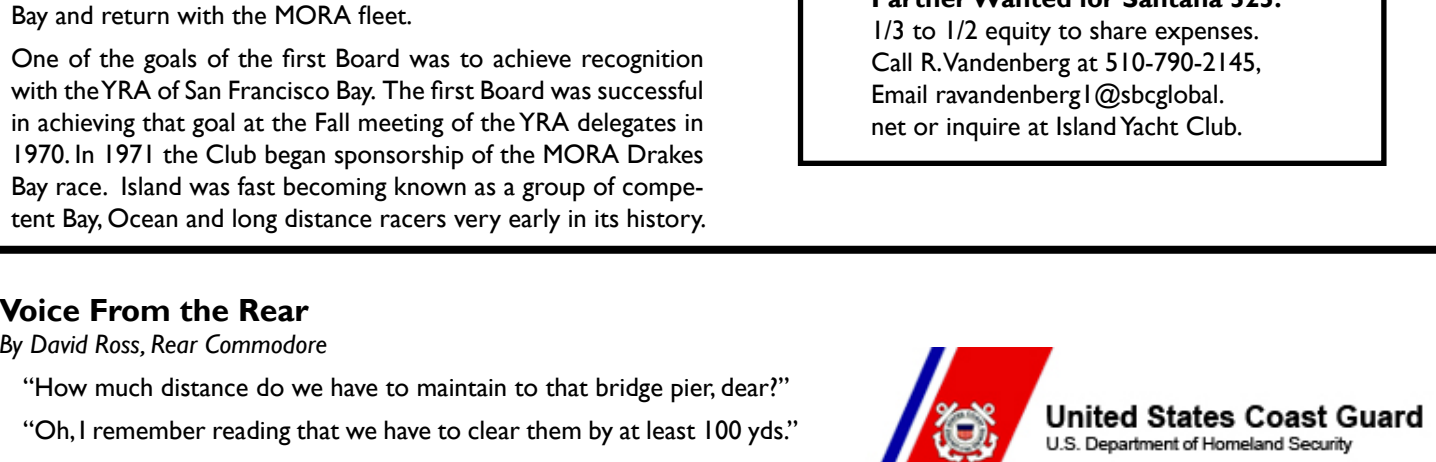 Bay and return with the MORA fleet.
One of the goals of the first Board was to achieve recognition
with the YRA of San Francisco Bay. The first Board was successful
in achieving that goal at the Fall meeting of the YRA delegates in
1970. In 1971 the Club began sponsorship of the MORA Drakes
Bay race. Island was fast becoming known as a group of compe-
tent Bay, Ocean and long distance racers very early in its history.
Partner Wanted for Santana 525.
1/3 to 1/2 equity to share expenses.
Call R. Vandenberg at 510-790-2145,
Email ravandenberg1@sbcglobal.
net or inquire at Island Yacht Club.
Voice From the Rear
By David Ross, Rear Commodore
“How much distance do we have to maintain to that bridge pier, dear?”
“Oh, I remember reading that we have to clear them by at least 100 yds.”
United States Coast Guard
U.S. Department of Homeland Security